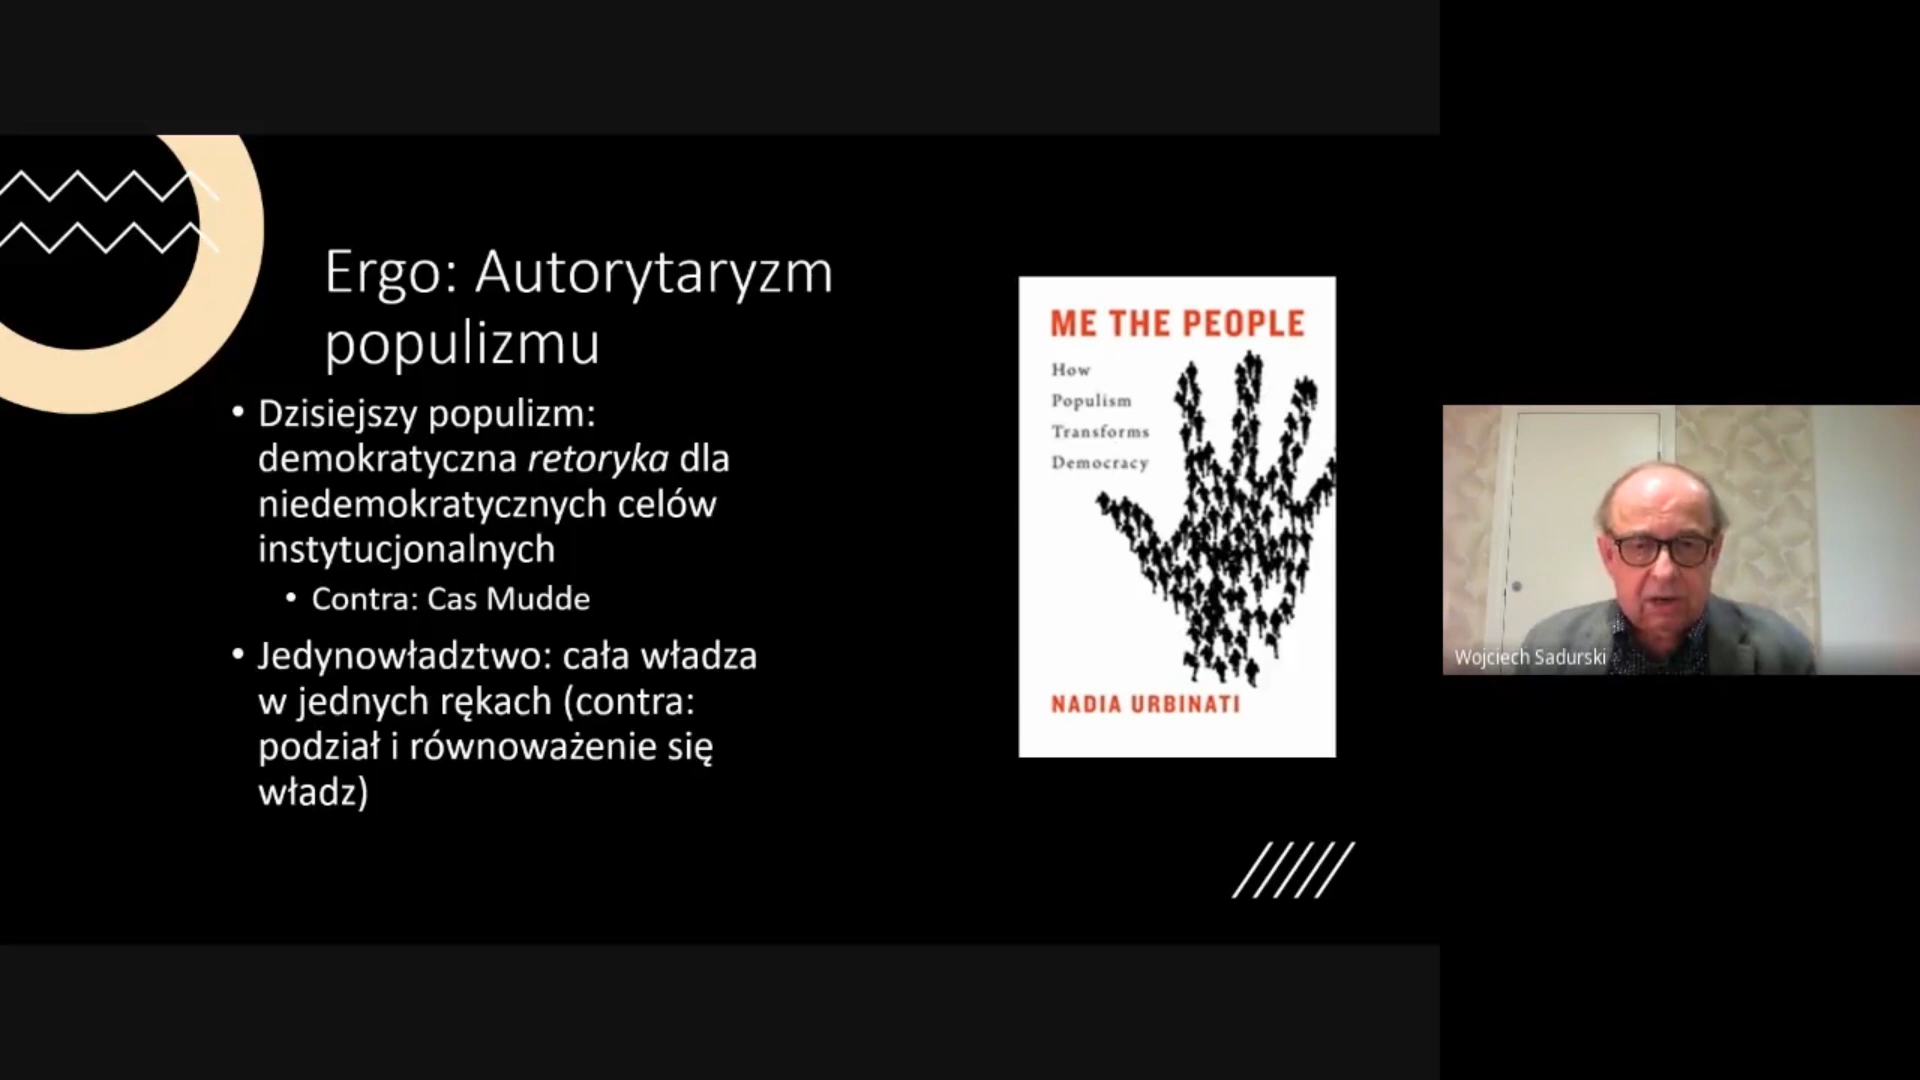 Ergo: Autorytaryzm
populizmu
• Dzisiejszy populizm:
demokratyczna retoryka dla
niedemokratycznych celów
instytucjonalnych
• Contra: Cas Mudde
• Jedynowładztwo: cała władza
w jednych rękach (contra:
podział i równoważenie się
władz)
ME THE PEOPLE
How
Populism
Transforms
Democracy
NADIA URBINATI
Wojciech Sadurski